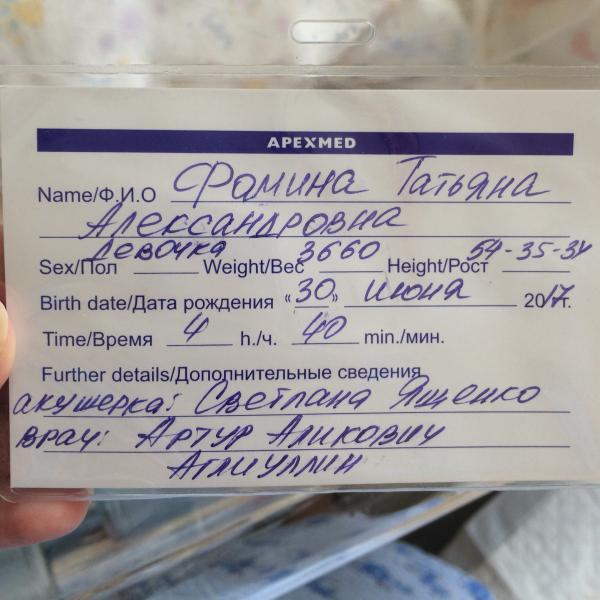 APEXMED
Name/Ф.И.О Фомина Татьяна
Александровна
Sex/Пол девочка Weight/Вес 3660 Height/Рост 54-35-34
Birth date/Дата рождения «30» июня 2017г.
Time/Время 4 h./ч. 40 min./мин.
Further details/Дополнительные сведения
акушерка: Светлана Ященко
врач: Артур Аликович
Аглиуллин